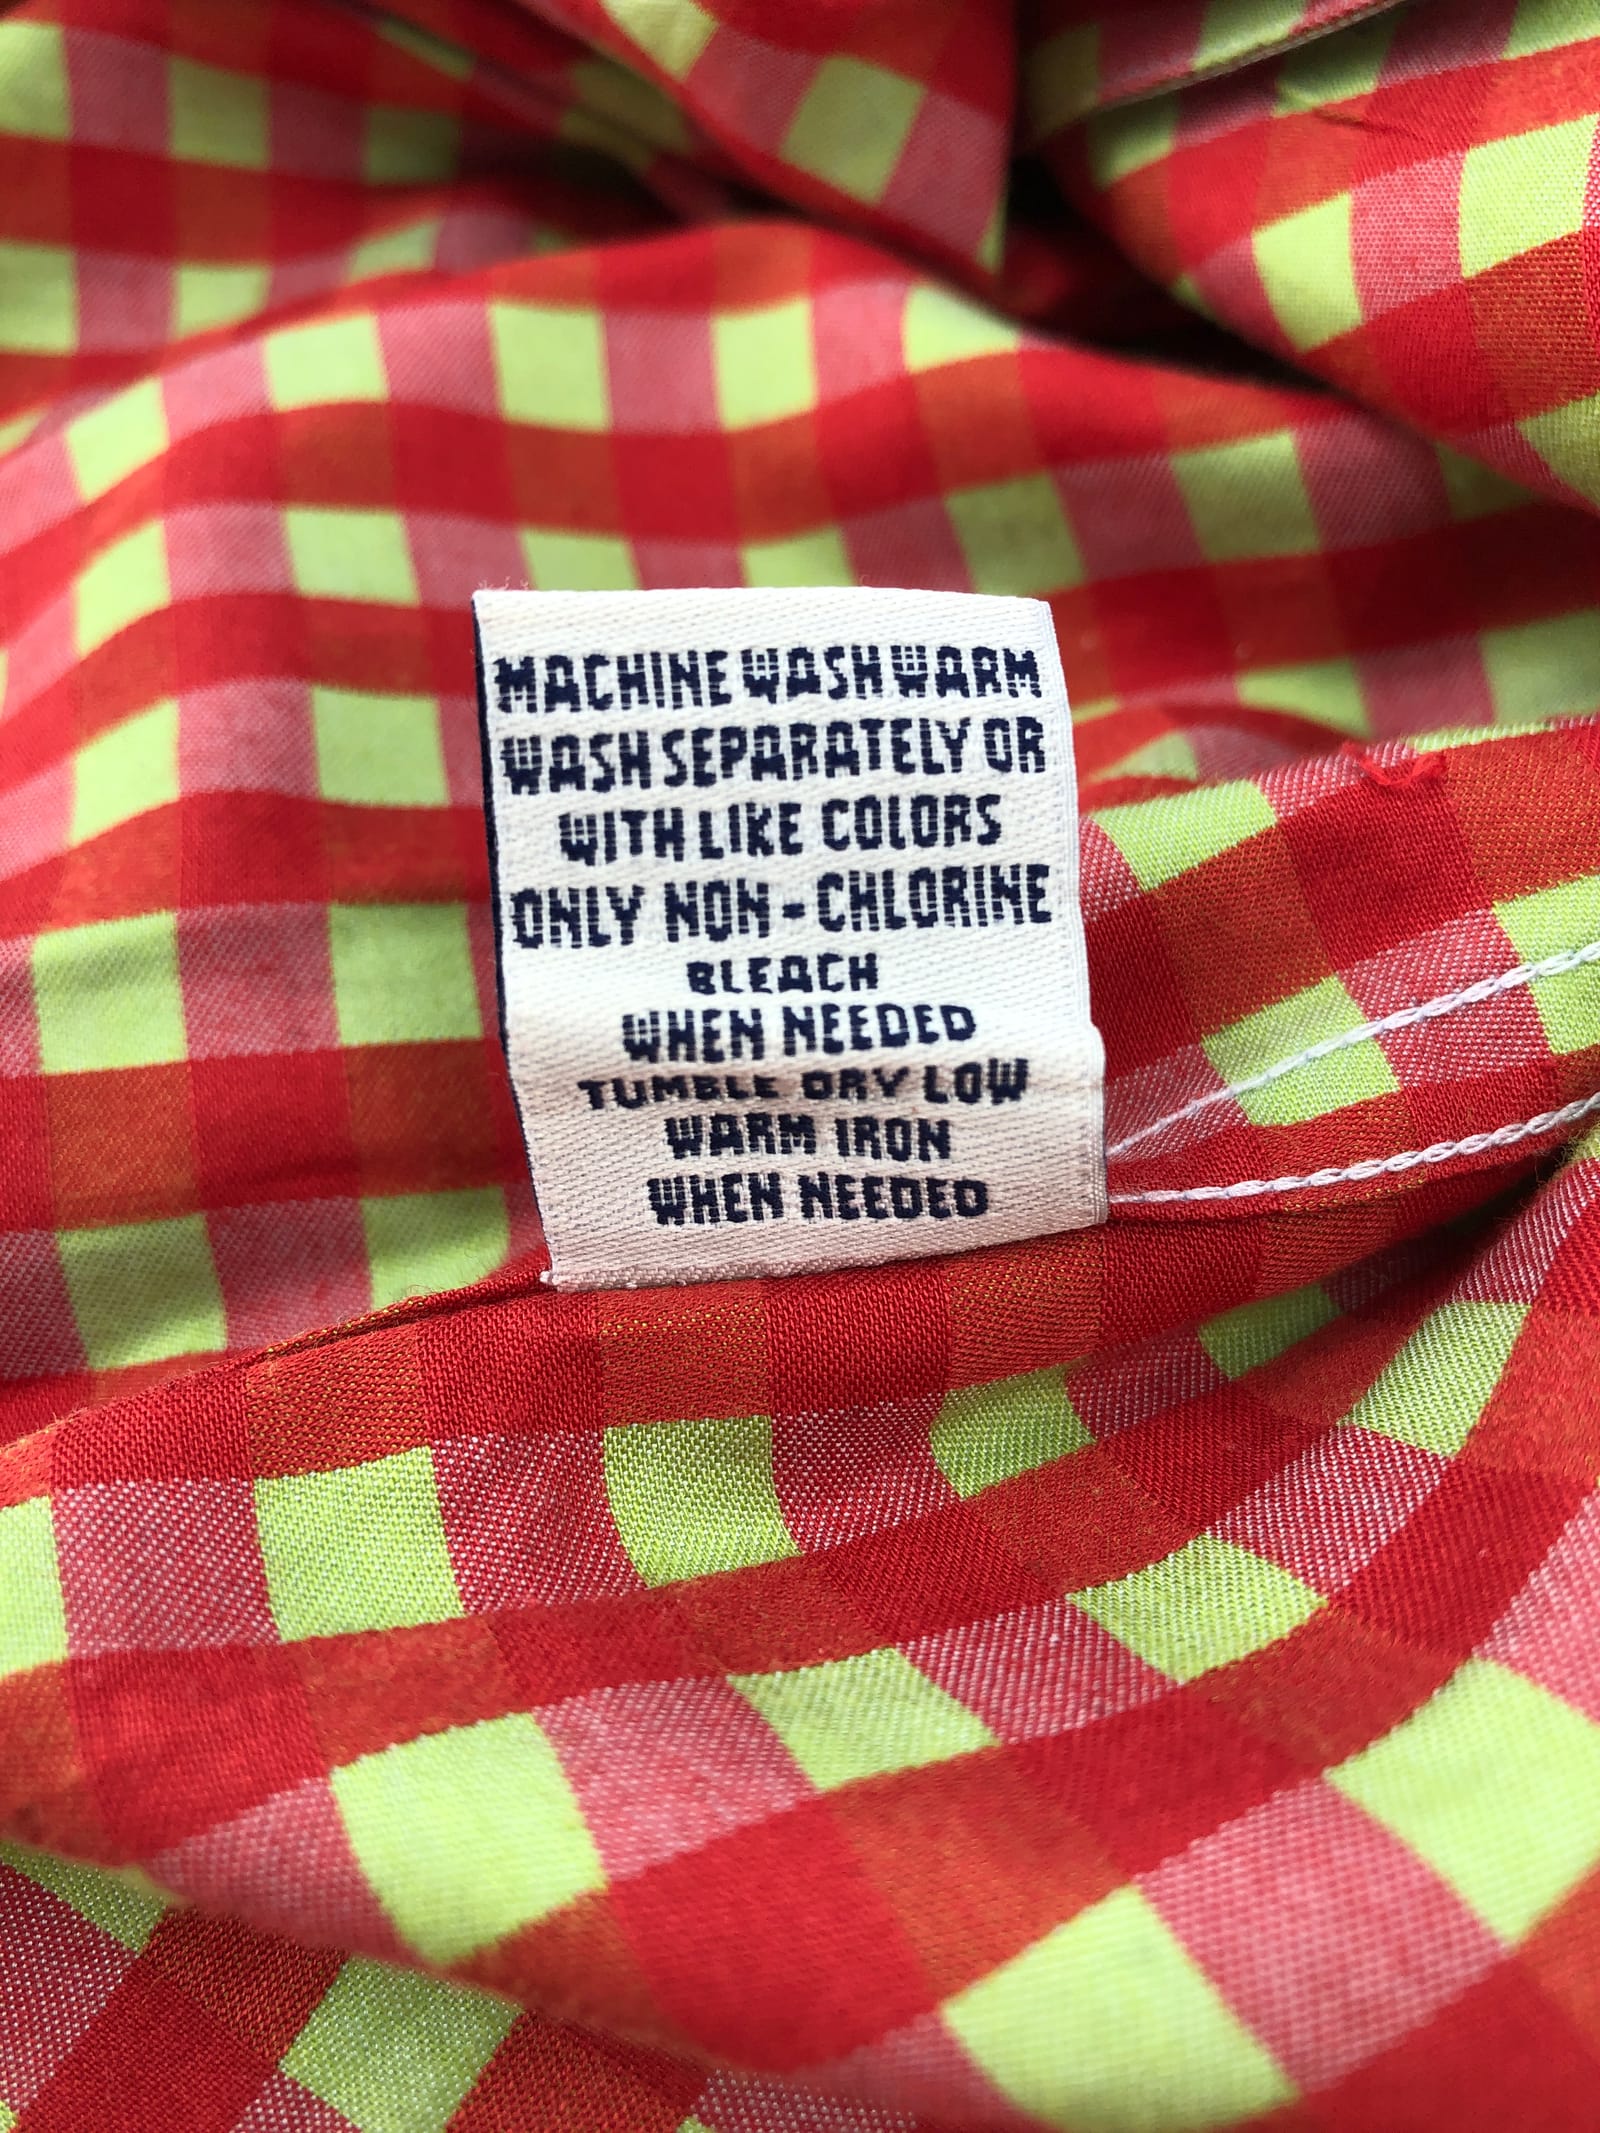 MACHINE WASH WARM
WASH SEPARATELY OR
WITH LIKE COLORS
ONLY NON-CHLORINE
BLEACH
WHEN NEEDED
TUMBLE DRY LOW
WARM IRON
WHEN NEEDED